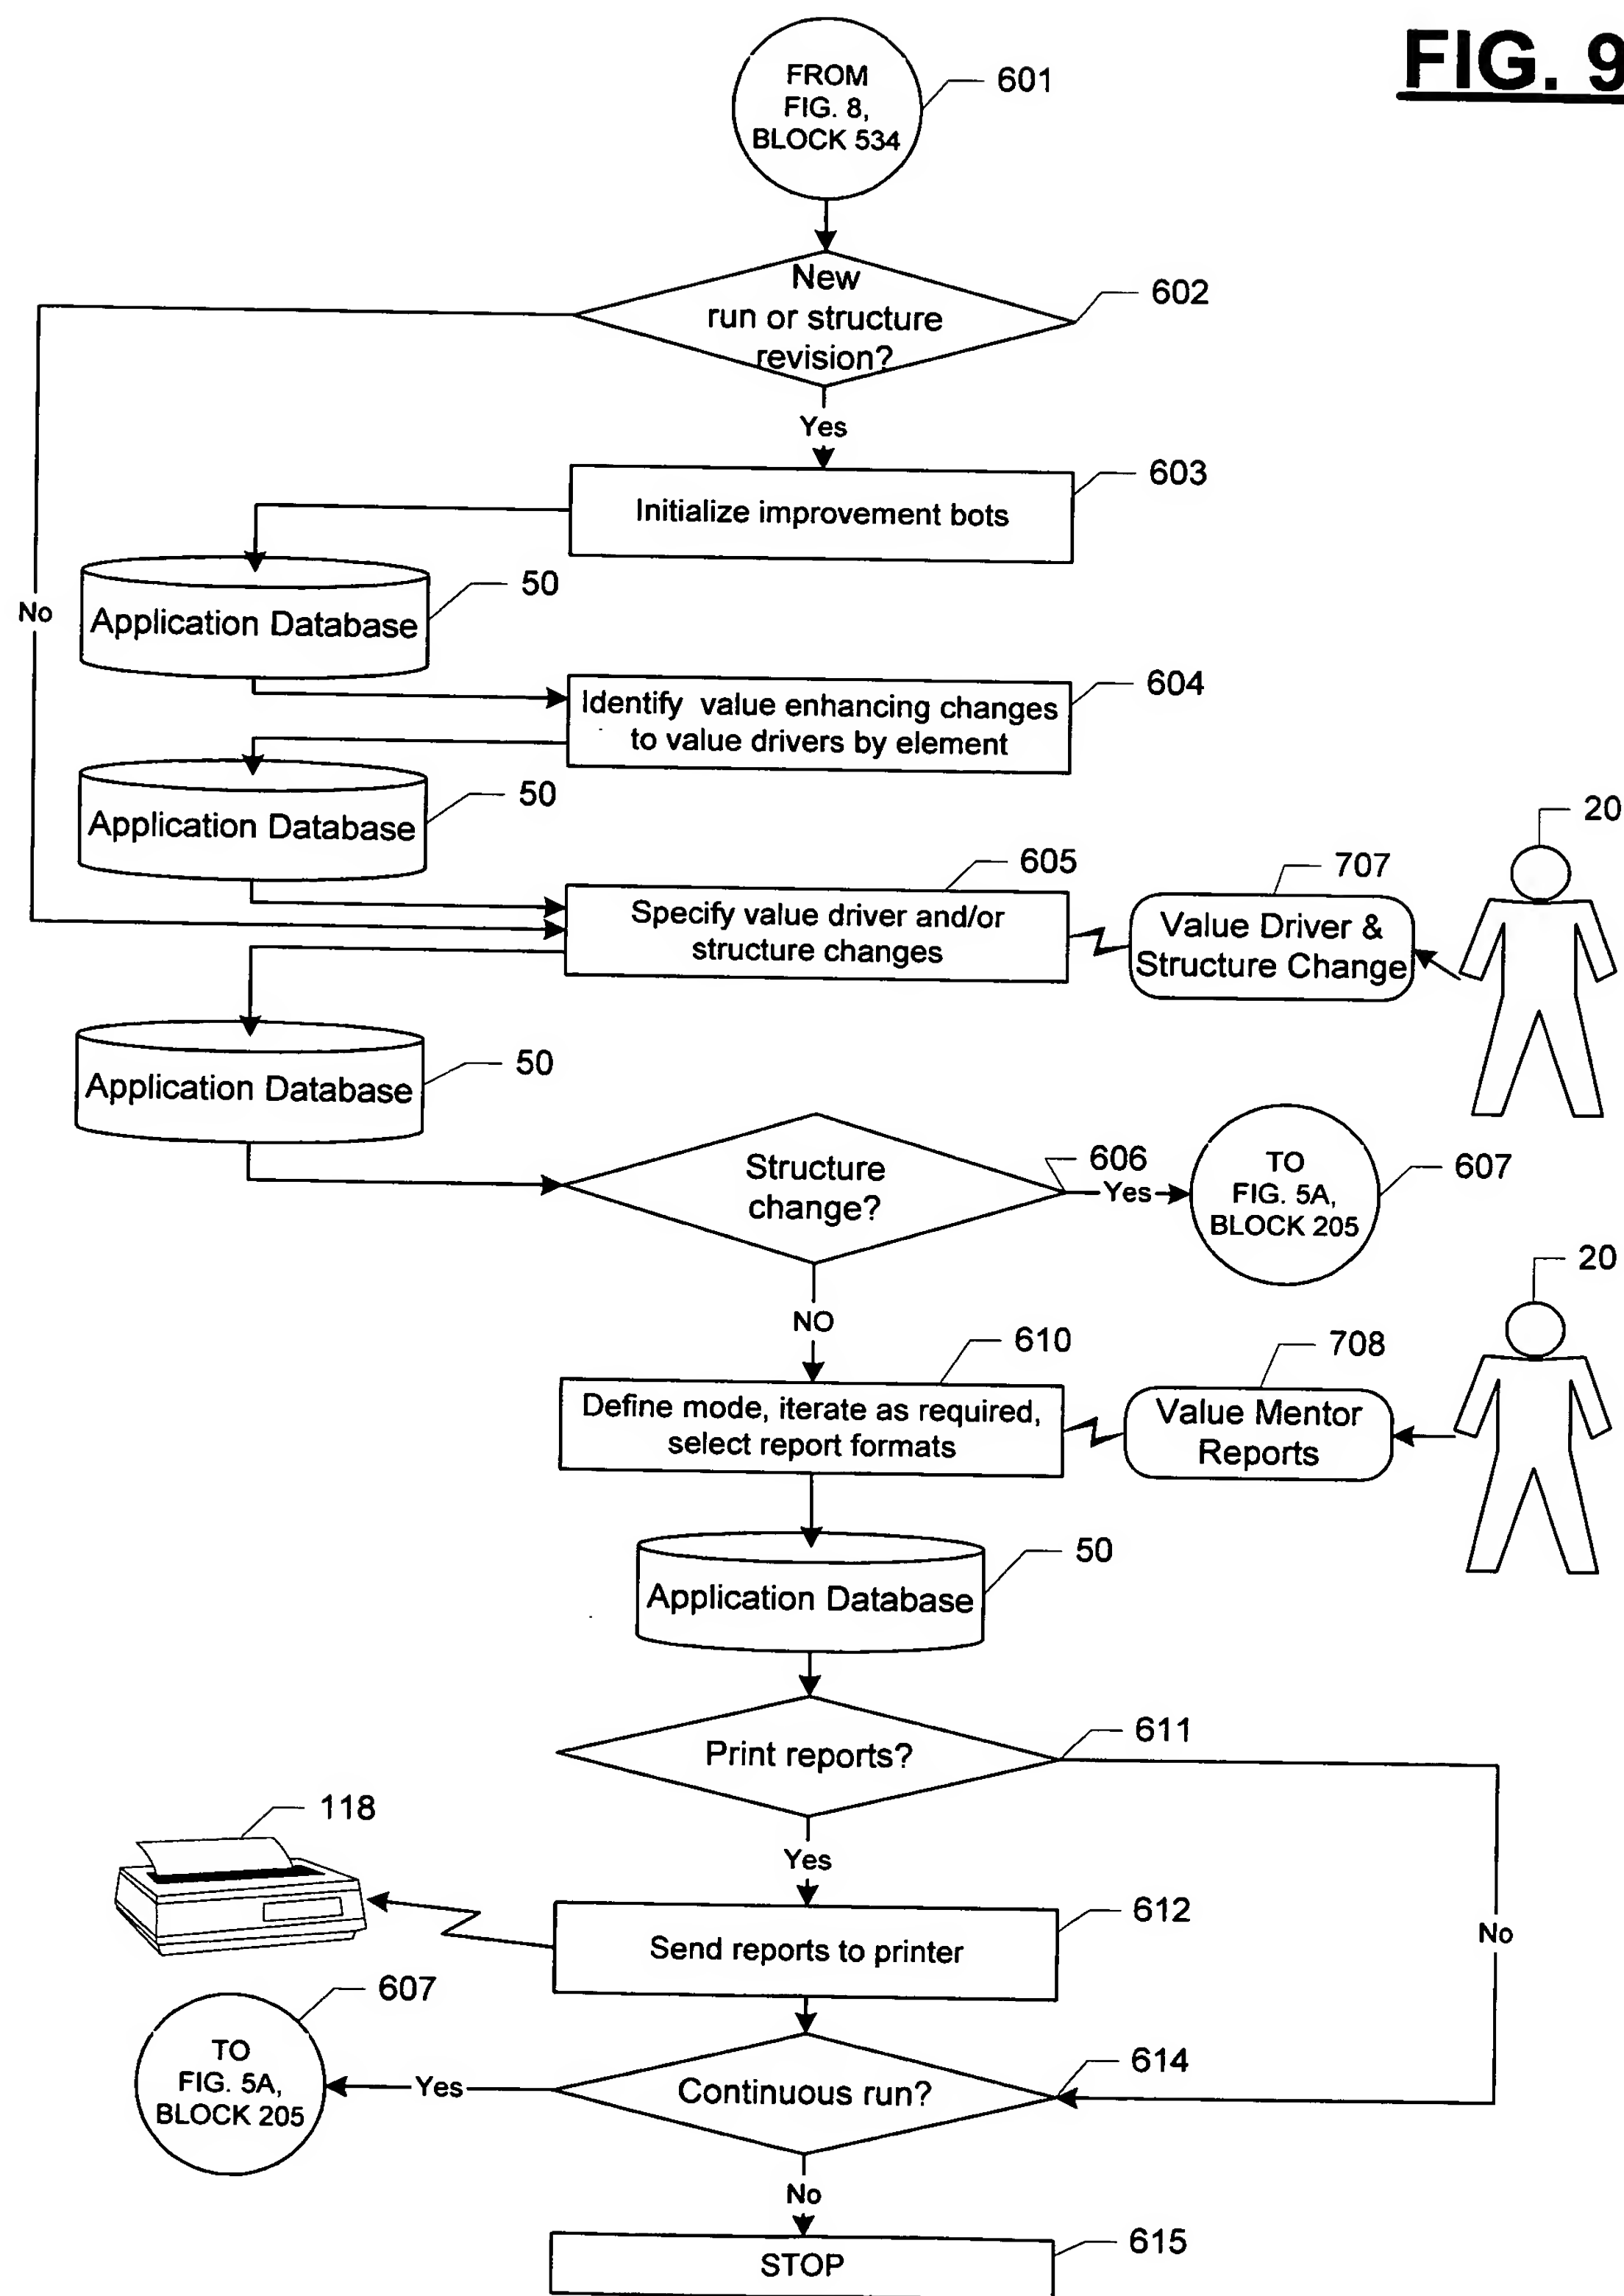 FIG. 9
FROM
FIG. 8,
BLOCK 534
601
New
run or structure
revision?
602
Yes
603
Initialize improvement bots
No
50
Application Database
604
Identify value enhancing changes
to value drivers by element
50
Application Database
20
605
707
Specify value driver and/or
structure changes
Value Driver &
Structure Change
50
Application Database
Structure
change?
606
Yes
TO
FIG. 5A,
BLOCK 205
607
20
NO
610
708
Define mode, iterate as required,
select report formats
Value Mentor
Reports
50
Application Database
611
Print reports?
118
Yes
612
Send reports to printer
No
607
TO
FIG. 5A,
BLOCK 205
Yes
614
Continuous run?
No
615
STOP